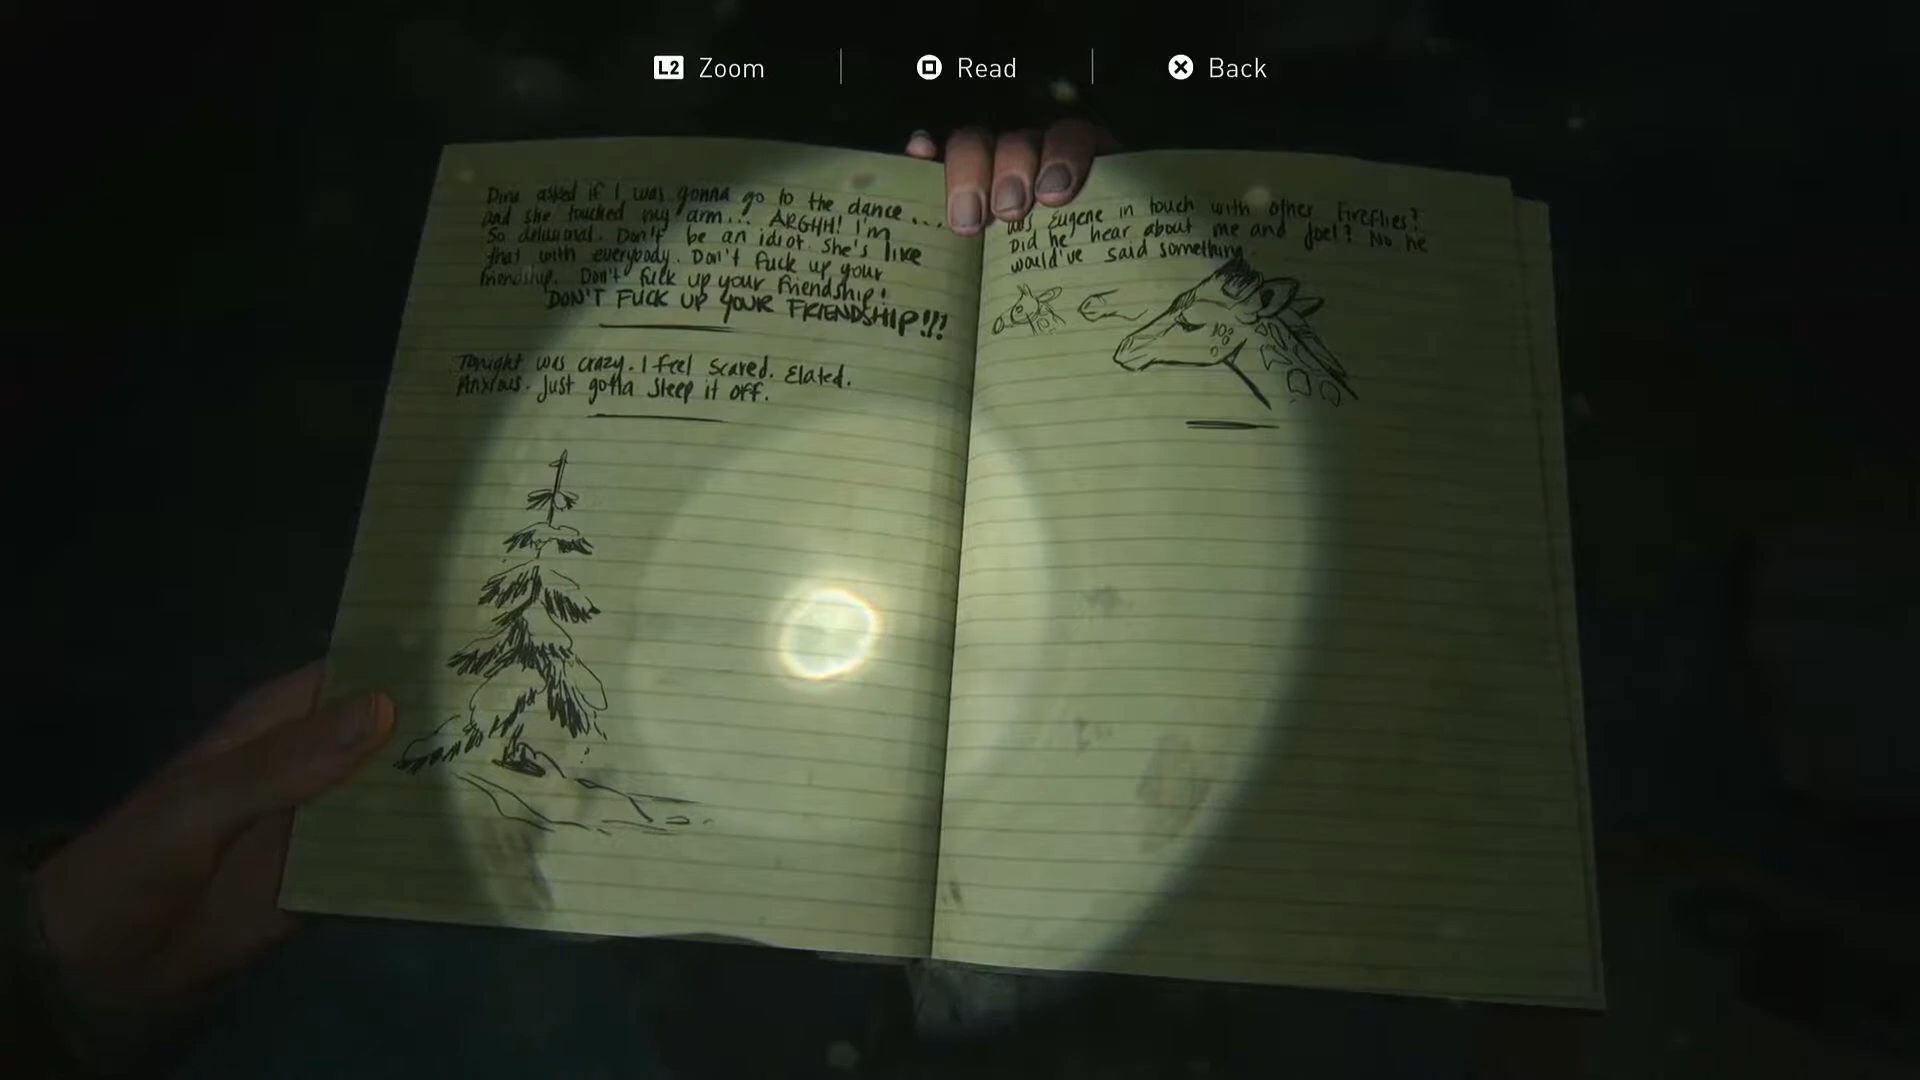 L2 Zoom
Read
Back
Dina asked if I was gonna go to the dance...
and she touched my arm... ARGHH! I'm
so delusional. Don't be an idiot. She's like
that with everybody. Don't fuck up your
friendship. Don't fuck up your friendship!
DON'T FUCK UP YOUR FRIENDSHIP!!!
Tonight was crazy. I feel scared. Elated.
Anxious. Just gotta sleep it off.
Was Eugene in touch with other Fireflies?
Did he hear about me and Joel? No he
would've said something.